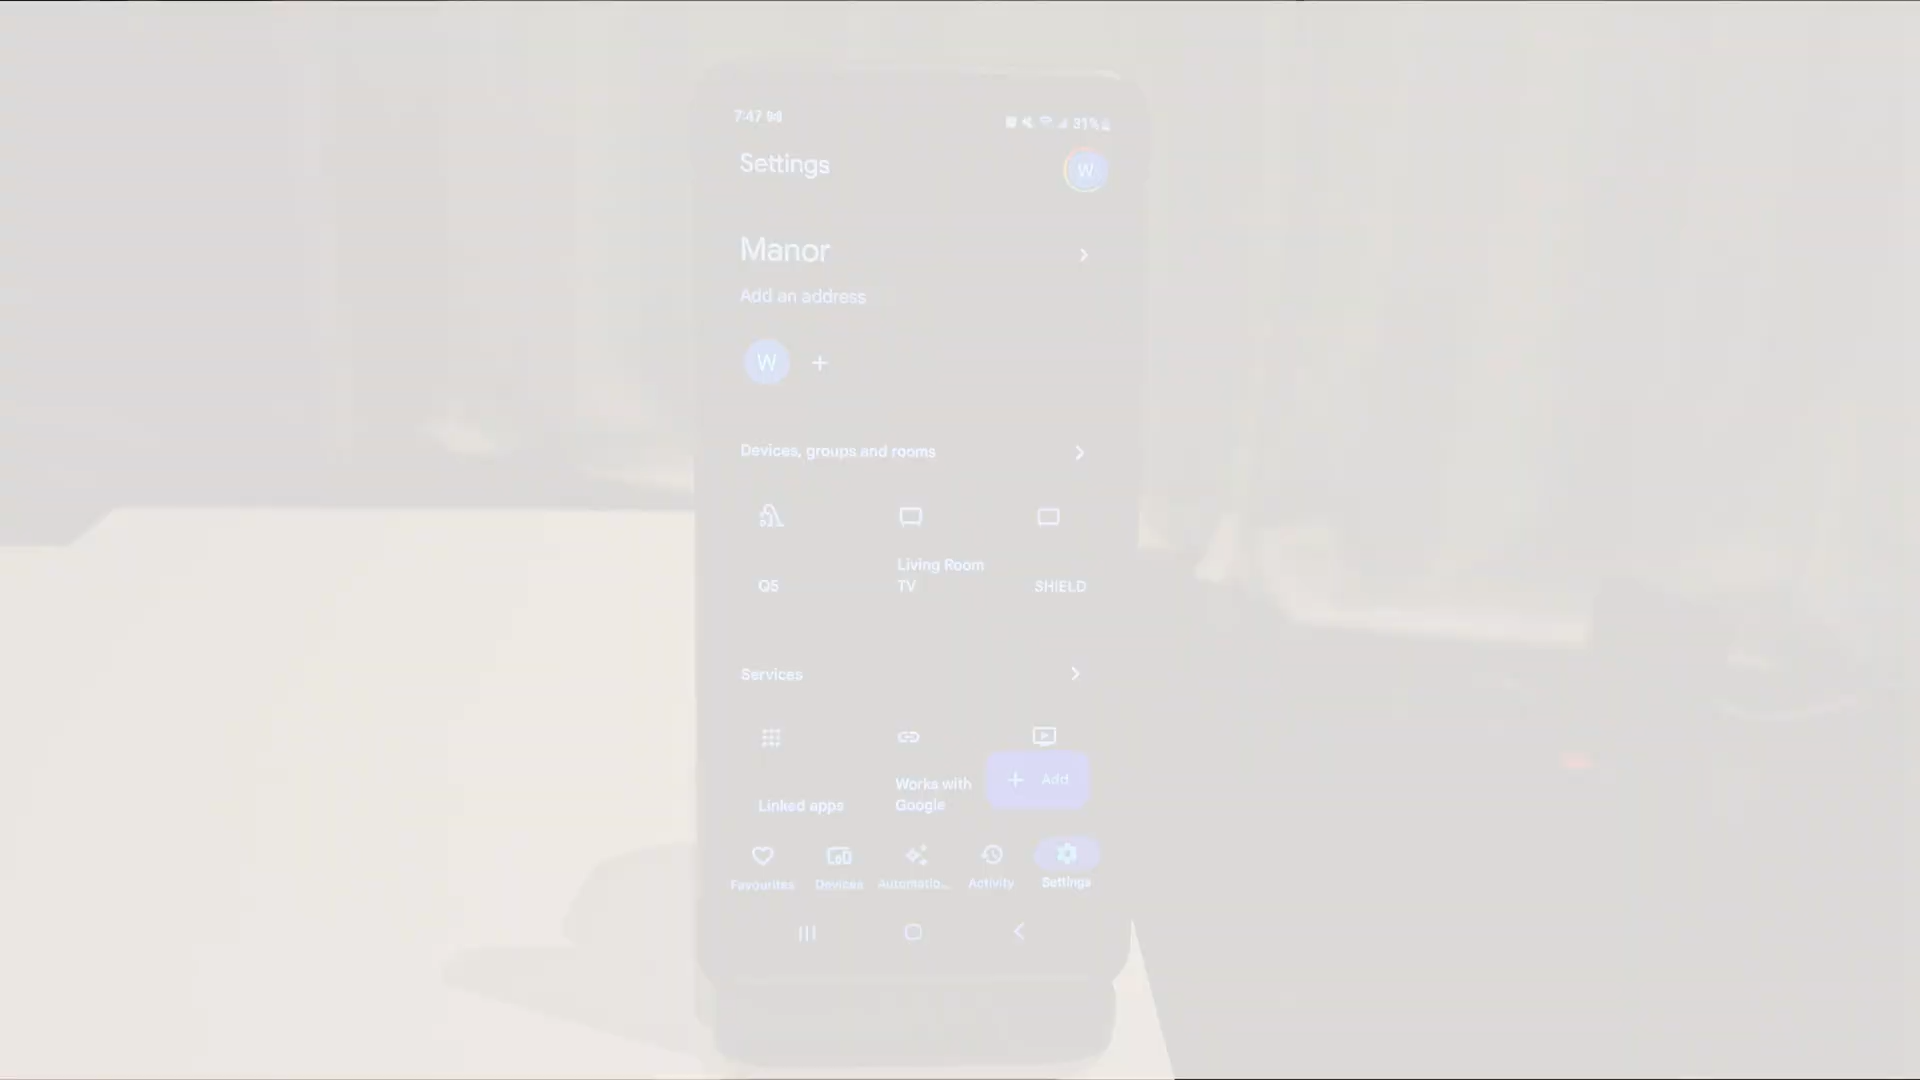 7:47
31%
Settings
W
Manor
Add an address
W
Devices, groups and rooms
Q5
Living Room
TV
SHIELD
Services
Linked apps
Works with
Google
Add
Favourites
Devices
Automatio...
Activity
Settings